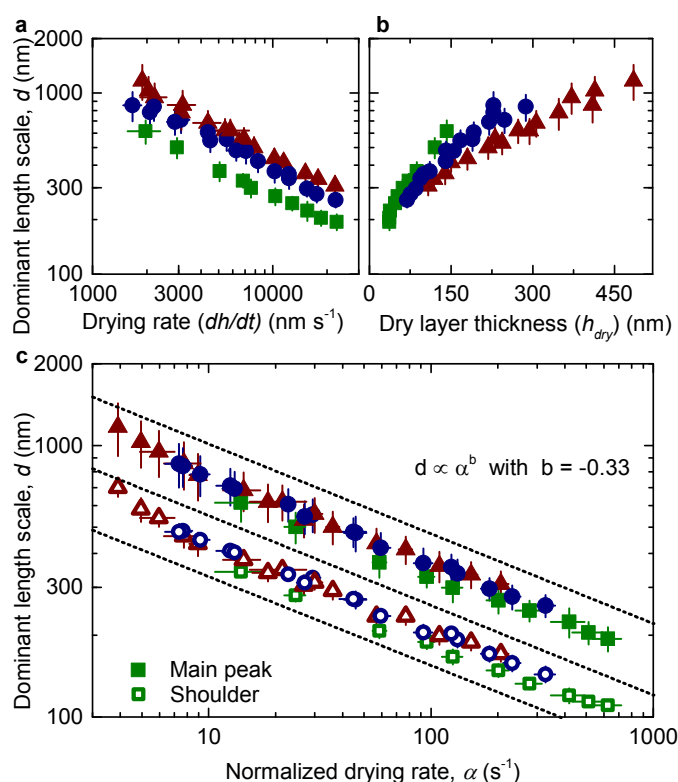 a
b
2000
1000
300
100
Dominant length scale, d (nm)
1000
3000
10000
Drying rate (dh/dt) (nm s⁻¹)
0
150
300
450
Dry layer thickness (h_dry) (nm)
c
2000
1000
300
100
Dominant length scale, d (nm)
d ∝ α^b with b = -0.33
Main peak
Shoulder
10
100
1000
Normalized drying rate, α (s⁻¹)